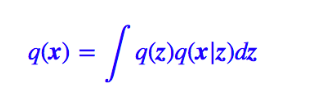 q(x) = ∫ q(z)q(x|z)dz